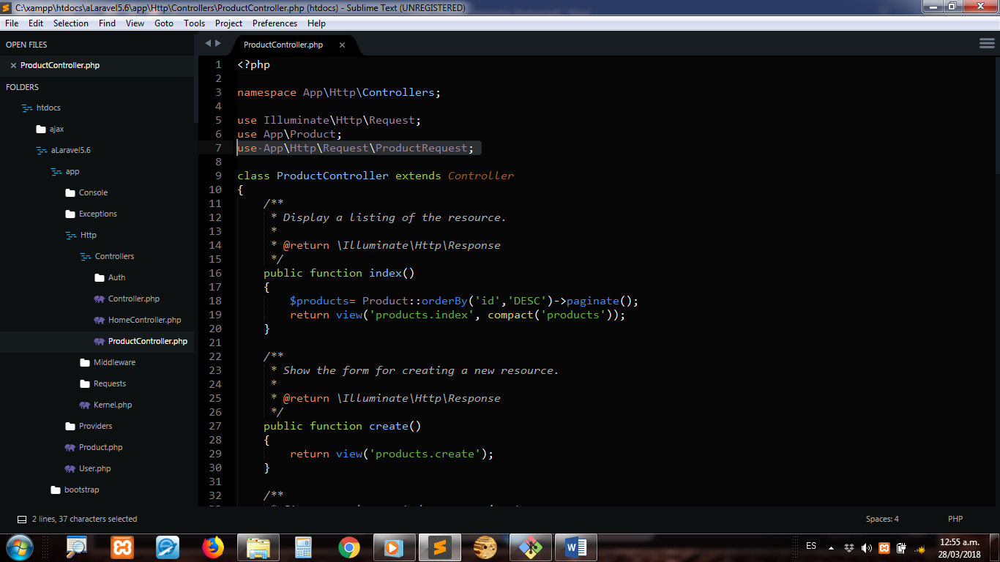 C:\xampp\htdocs\aLaravel5.6\app\Http\Controllers\ProductController.php (htdocs) - Sublime Text (UNREGISTERED)
File Edit Selection Find View Goto Tools Project Preferences Help
OPEN FILES
ProductController.php
FOLDERS
htdocs
ajax
aLaravel5.6
app
Console
Exceptions
Http
Controllers
Auth
Controller.php
HomeController.php
ProductController.php
Middleware
Requests
Kernel.php
Providers
Product.php
User.php
bootstrap
ProductController.php
1 <?php
2
3 namespace App\Http\Controllers;
4
5 use Illuminate\Http\Request;
6 use App\Product;
7 use App\Http\Request\ProductRequest;
8
9 class ProductController extends Controller
10 {
11 /**
12 * Display a listing of the resource.
13 *
14 * @return \Illuminate\Http\Response
15 */
16 public function index()
17 {
18 $products= Product::orderBy('id','DESC')->paginate();
19 return view('products.index', compact('products'));
20 }
21
22 /**
23 * Show the form for creating a new resource.
24 *
25 * @return \Illuminate\Http\Response
26 */
27 public function create()
28 {
29 return view('products.create');
30 }
31
32 /**
2 lines, 37 characters selected
Spaces: 4
PHP
ES
12:55 a.m.
28/03/2018